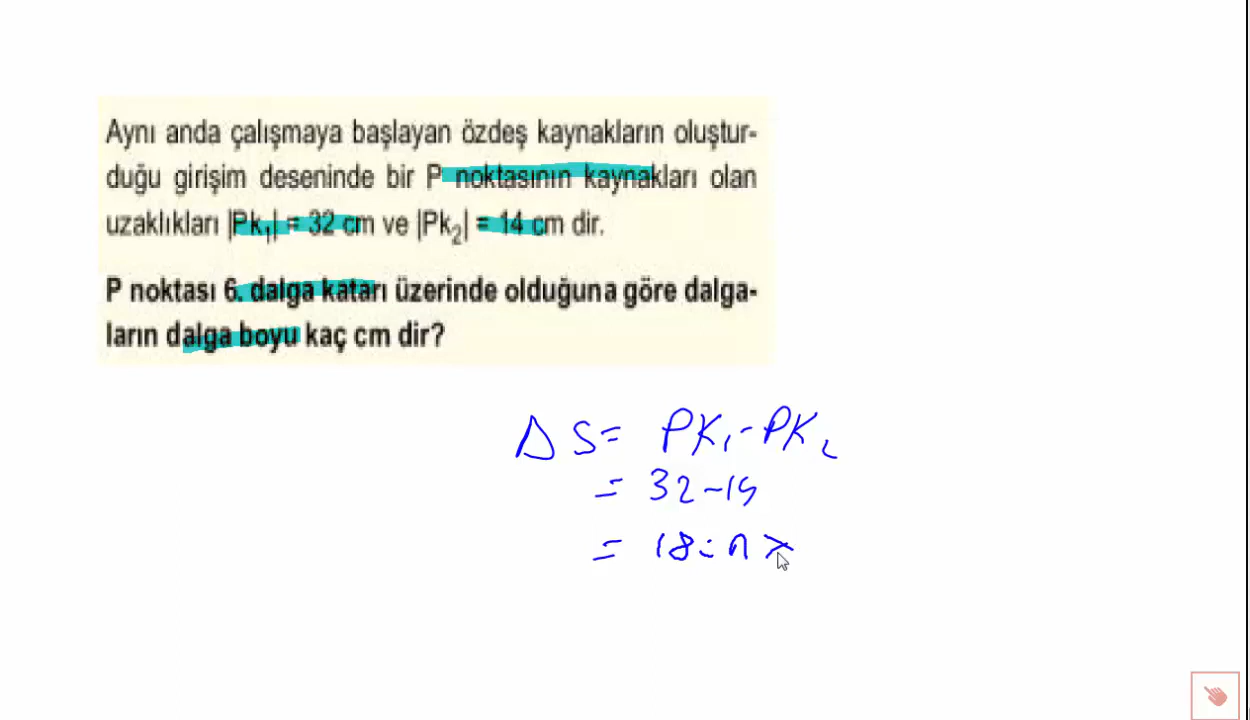 Aynı anda çalışmaya başlayan özdeş kaynakların oluştur-
duğu girişim deseninde bir P noktasının kaynakları olan
uzaklıkları |Pk₁| = 32 cm ve |Pk₂| = 14 cm dir.
P noktası 6. dalga katarı üzerinde olduğuna göre dalga-
ların dalga boyu kaç cm dir?
Δ S = PK₁ - PK₂
= 32 - 14
= 18 = n λ